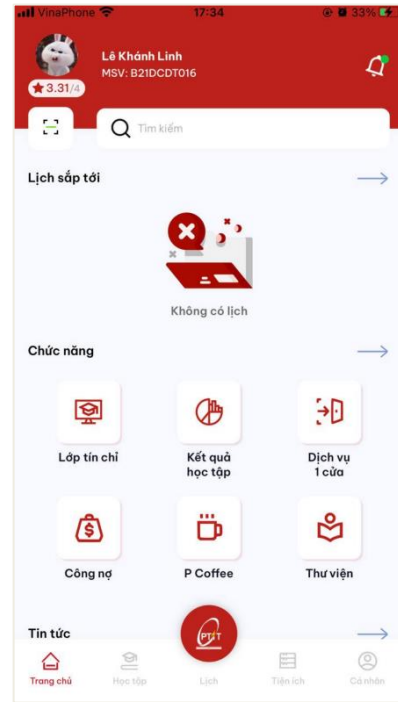 VinaPhone 17:34 33%
Lê Khánh Linh
MSV: B21DCDT016
3.31/4
Tìm kiếm
Lịch sắp tới
Không có lịch
Chức năng
Lớp tín chỉ Kết quả học tập Dịch vụ 1 cửa
Công nợ P Coffee Thư viện
Tin tức
PTIT
Trang chủ Học tập Lịch Tiện ích Cá nhân